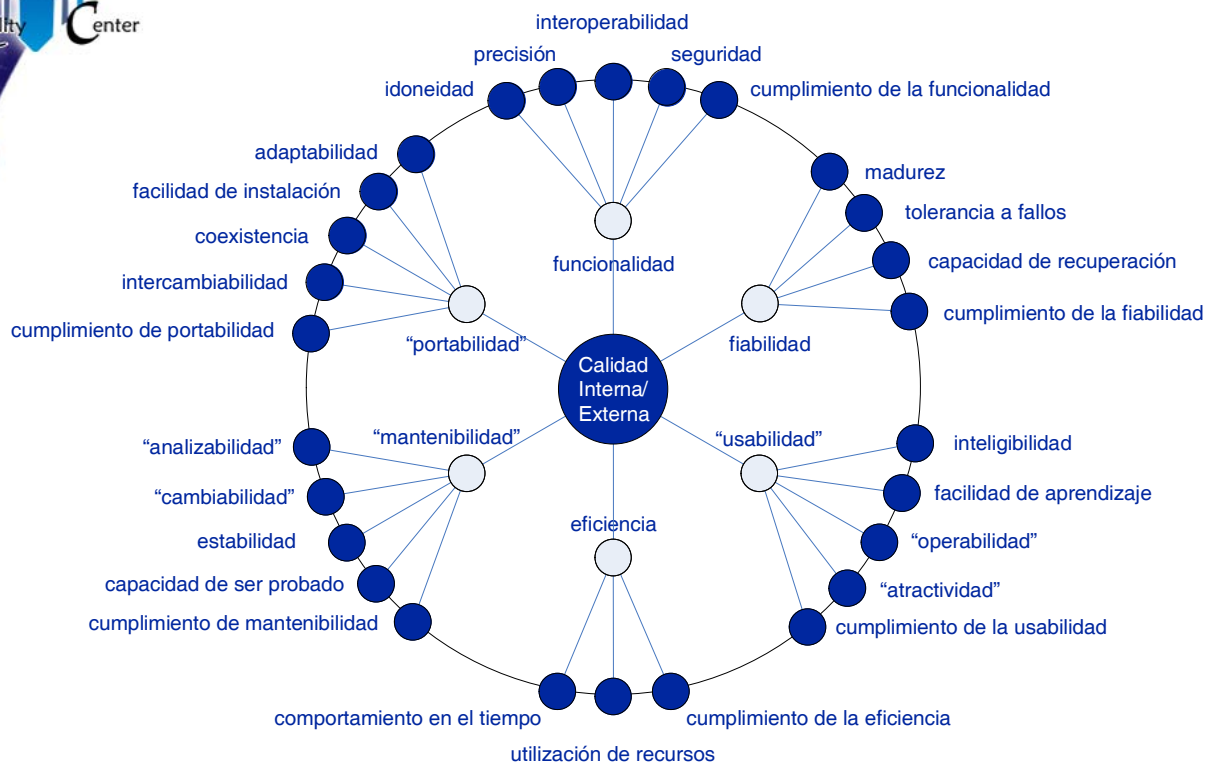 Center
interoperabilidad
precisión
seguridad
idoneidad
cumplimiento de la funcionalidad
adaptabilidad
madurez
facilidad de instalación
tolerancia a fallos
coexistencia
capacidad de recuperación
funcionalidad
intercambiabilidad
cumplimiento de la fiabilidad
cumplimiento de portabilidad
“portabilidad”
fiabilidad
Calidad
Interna/
Externa
“mantenibilidad”
“usabilidad”
“analizabilidad”
inteligibilidad
“cambiabilidad”
facilidad de aprendizaje
eficiencia
estabilidad
“operabilidad”
capacidad de ser probado
“atractividad”
cumplimiento de mantenibilidad
cumplimiento de la usabilidad
comportamiento en el tiempo
cumplimiento de la eficiencia
utilización de recursos